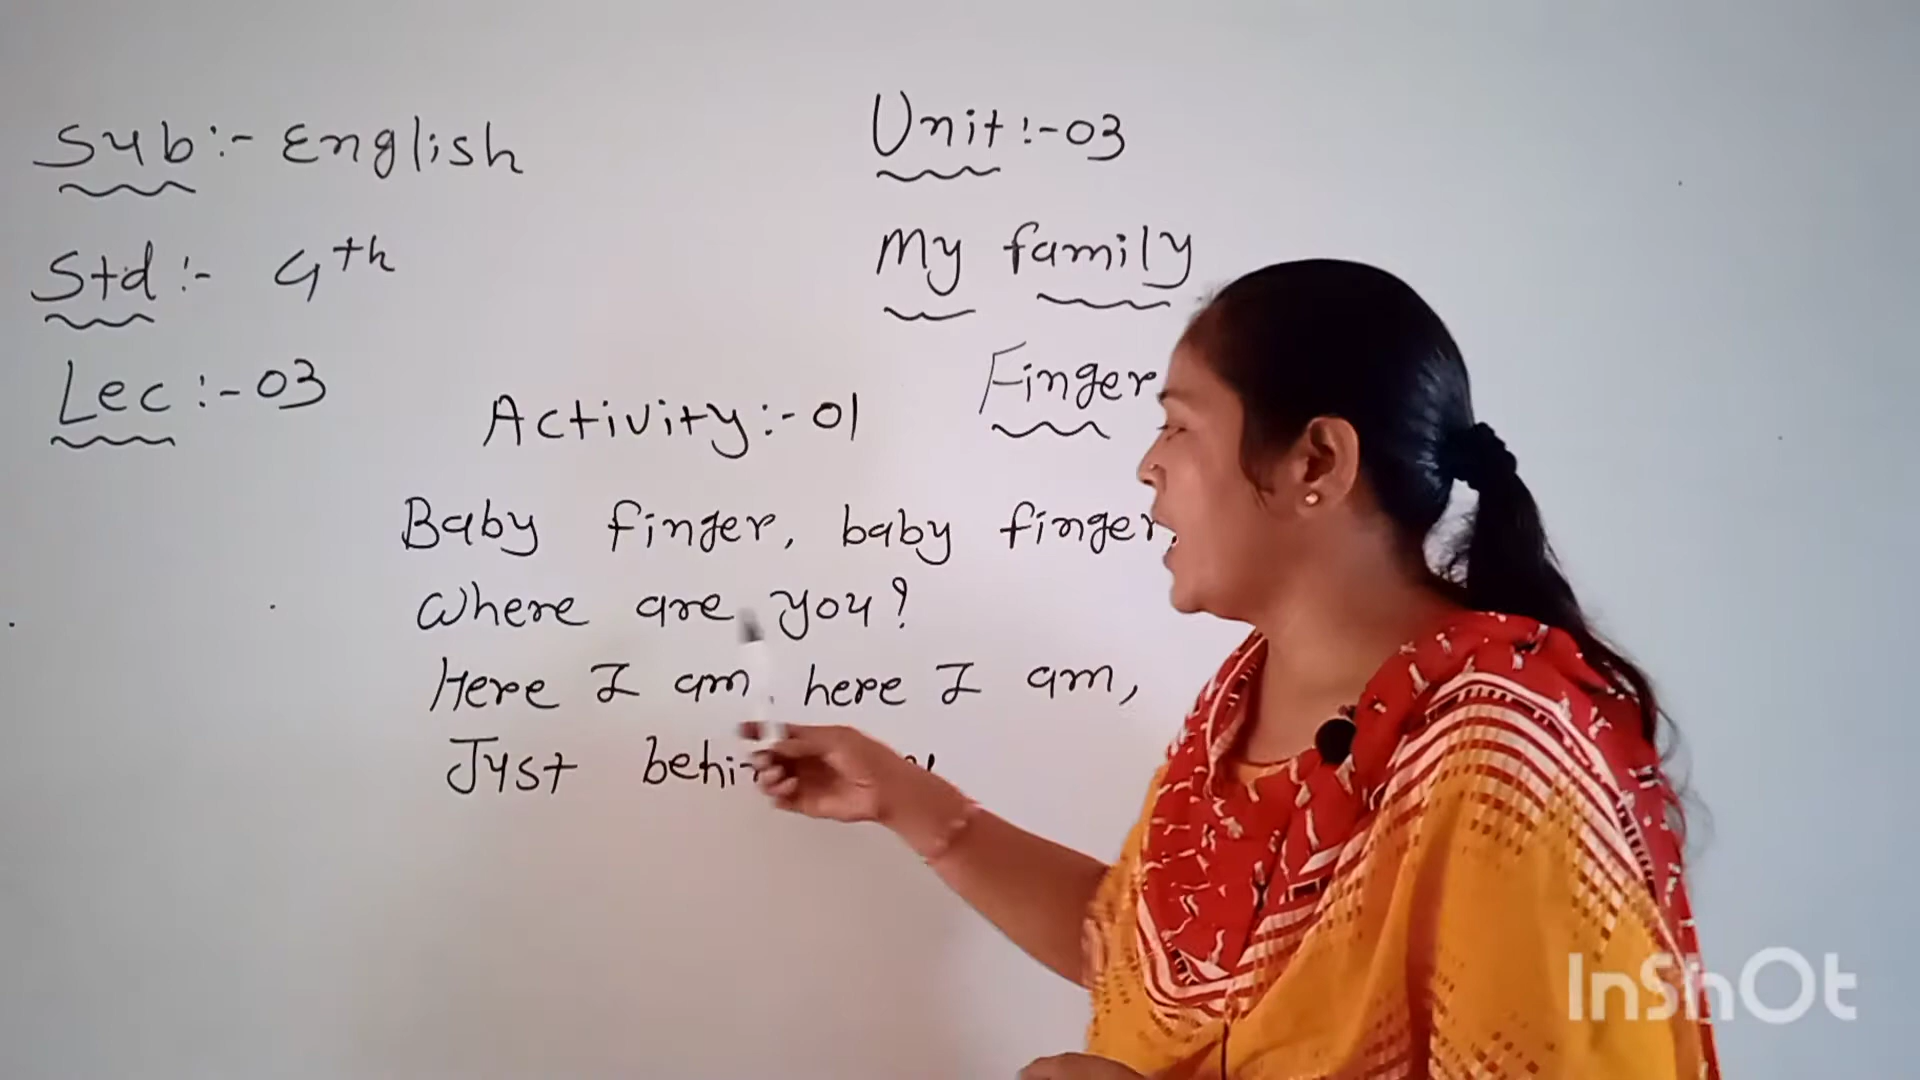 Sub:- English
Std:- 4th
Lec:-03
Unit:-03
My family
Finger
Activity:-01
Baby finger, baby finger,
Where are you?
Here I am, here I am,
Just
InShOt